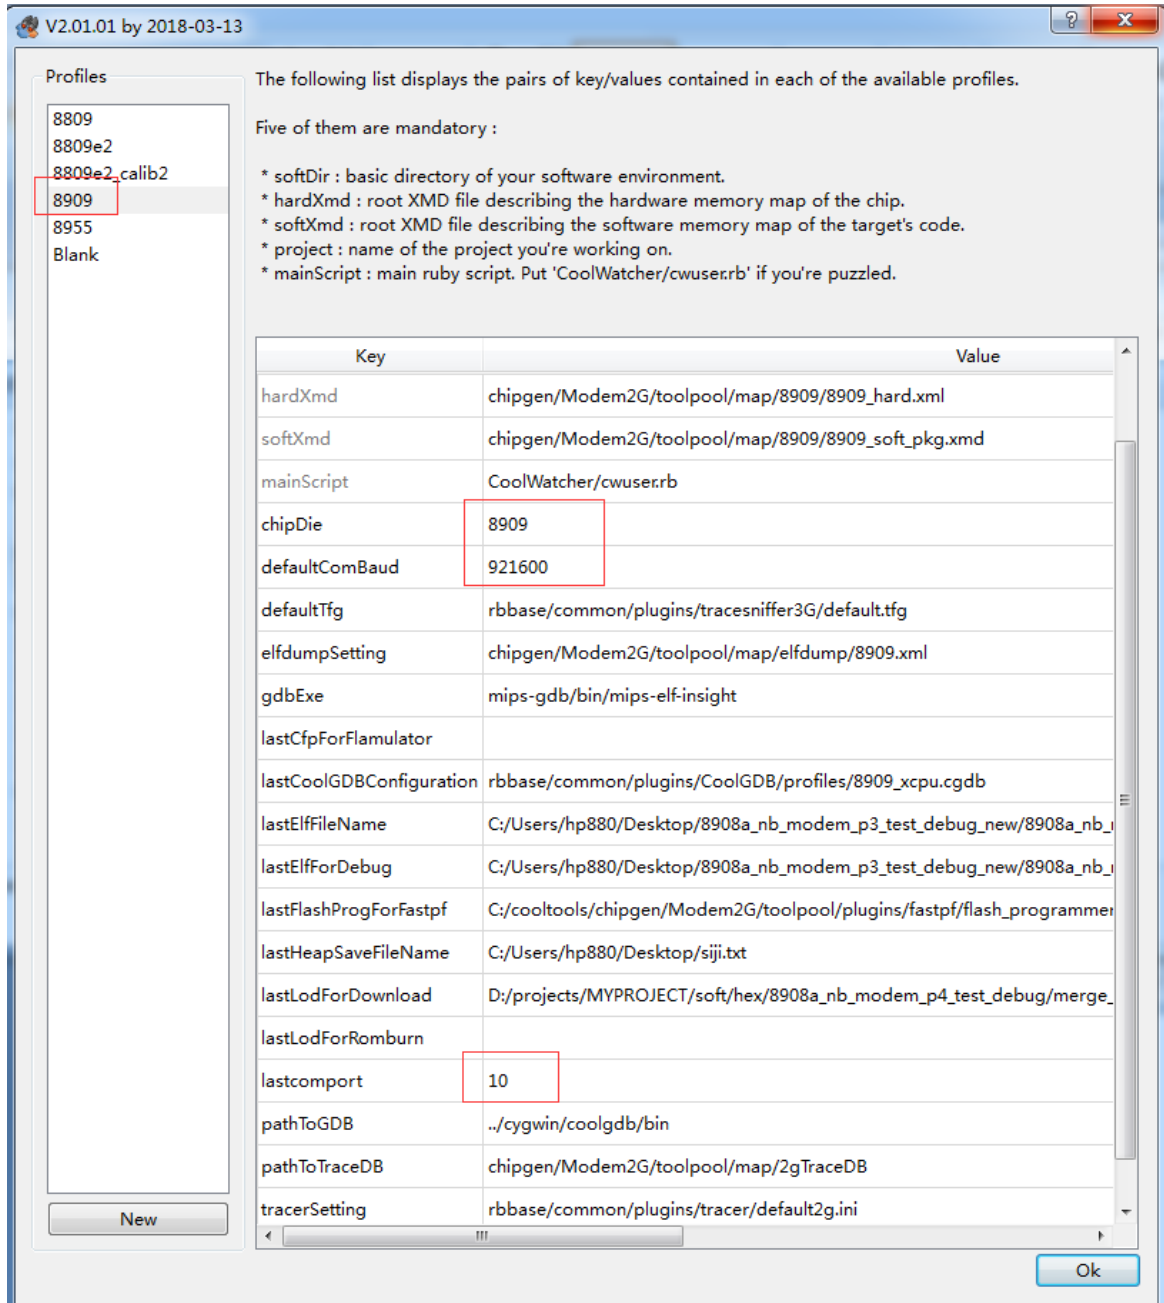 V2.01.01 by 2018-03-13
Profiles
8809
8809e2
8809e2_calib2
8909
8955
Blank
New
The following list displays the pairs of key/values contained in each of the available profiles.
Five of them are mandatory :
* softDir : basic directory of your software environment.
* hardXmd : root XMD file describing the hardware memory map of the chip.
* softXmd : root XMD file describing the software memory map of the target's code.
* project : name of the project you're working on.
* mainScript : main ruby script. Put 'CoolWatcher/cwuser.rb' if you're puzzled.
Key Value
hardXmd chipgen/Modem2G/toolpool/map/8909/8909_hard.xml
softXmd chipgen/Modem2G/toolpool/map/8909/8909_soft_pkg.xmd
mainScript CoolWatcher/cwuser.rb
chipDie 8909
defaultComBaud 921600
defaultTfg rbbase/common/plugins/tracesniffer3G/default.tfg
elfdumpSetting chipgen/Modem2G/toolpool/map/elfdump/8909.xml
gdbExe mips-gdb/bin/mips-elf-insight
lastCfpForFlamulator
lastCoolGDBConfiguration rbbase/common/plugins/CoolGDB/profiles/8909_xcpu.cgdb
lastElfFileName C:/Users/hp880/Desktop/8908a_nb_modem_p3_test_debug_new/8908a_nb_
lastElfForDebug C:/Users/hp880/Desktop/8908a_nb_modem_p3_test_debug_new/8908a_nb_
lastFlashProgForFastpf C:/cooltools/chipgen/Modem2G/toolpool/plugins/fastpf/flash_programmer
lastHeapSaveFileName C:/Users/hp880/Desktop/siji.txt
lastLodForDownload D:/projects/MYPROJECT/soft/hex/8908a_nb_modem_p4_test_debug/merge_
lastLodForRomburn
lastcomport 10
pathToGDB ../cygwin/coolgdb/bin
pathToTraceDB chipgen/Modem2G/toolpool/map/2gTraceDB
tracerSetting rbbase/common/plugins/tracer/default2g.ini
Ok